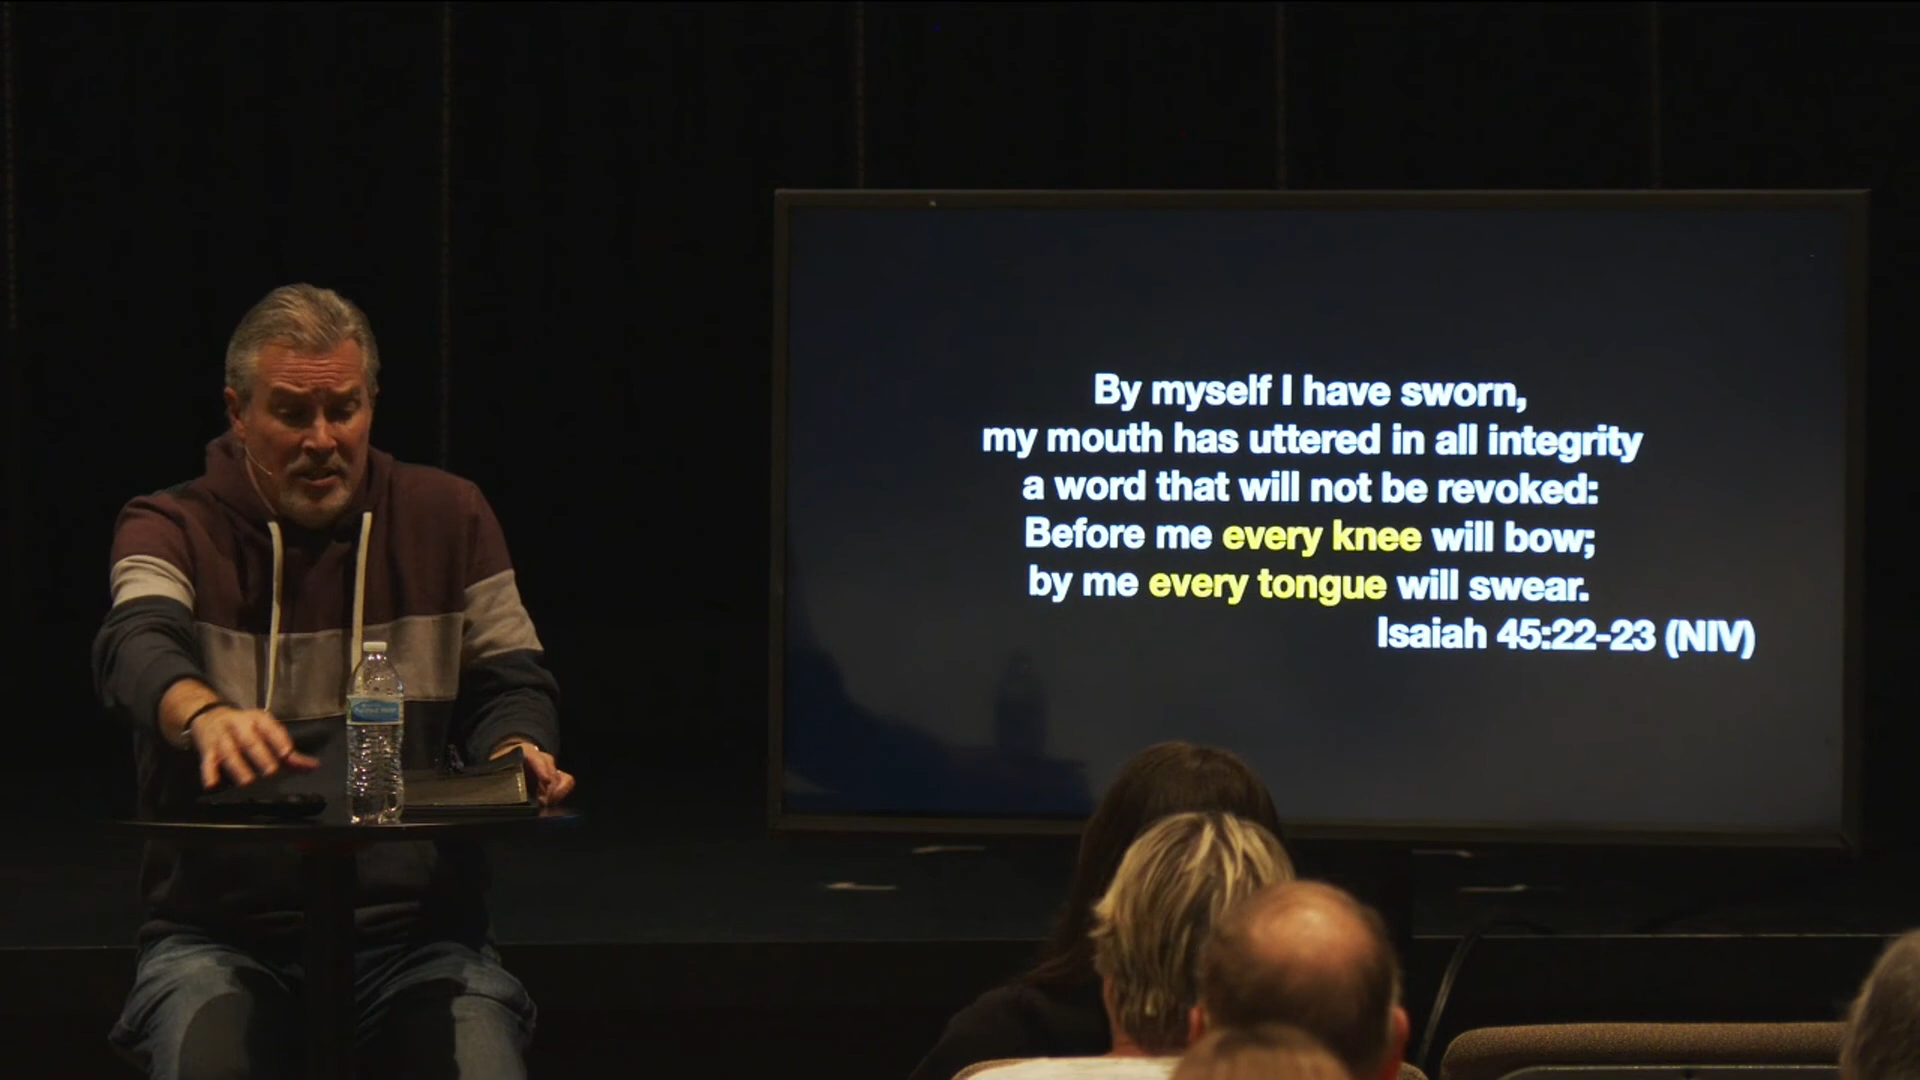 By myself I have sworn,
my mouth has uttered in all integrity
a word that will not be revoked:
Before me every knee will bow;
by me every tongue will swear.
Isaiah 45:22-23 (NIV)